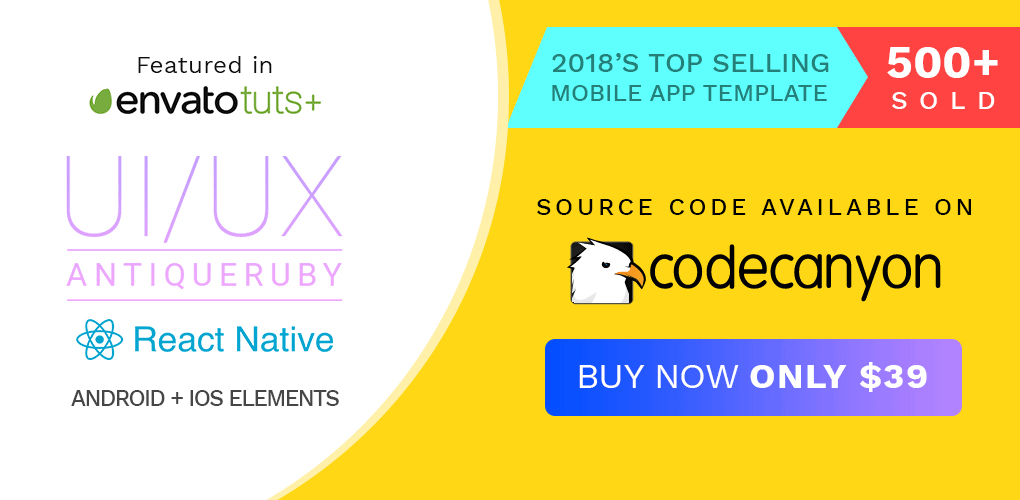 Featured in
envatotuts+
UI/UX
ANTIQUERUBY
React Native
ANDROID + IOS ELEMENTS
2018’S TOP SELLING
MOBILE APP TEMPLATE
500+
SOLD
SOURCE CODE AVAILABLE ON
codecanyon
BUY NOW ONLY $39